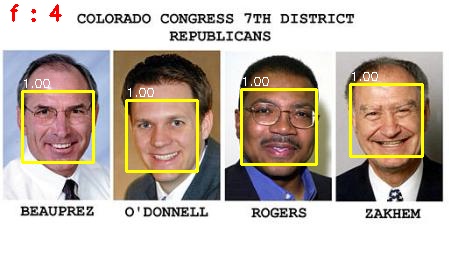 f : 4
COLORADO CONGRESS 7TH DISTRICT
REPUBLICANS
1.00 1.00 1.00 1.00
BEAUPREZ O'DONNELL ROGERS ZAKHEM